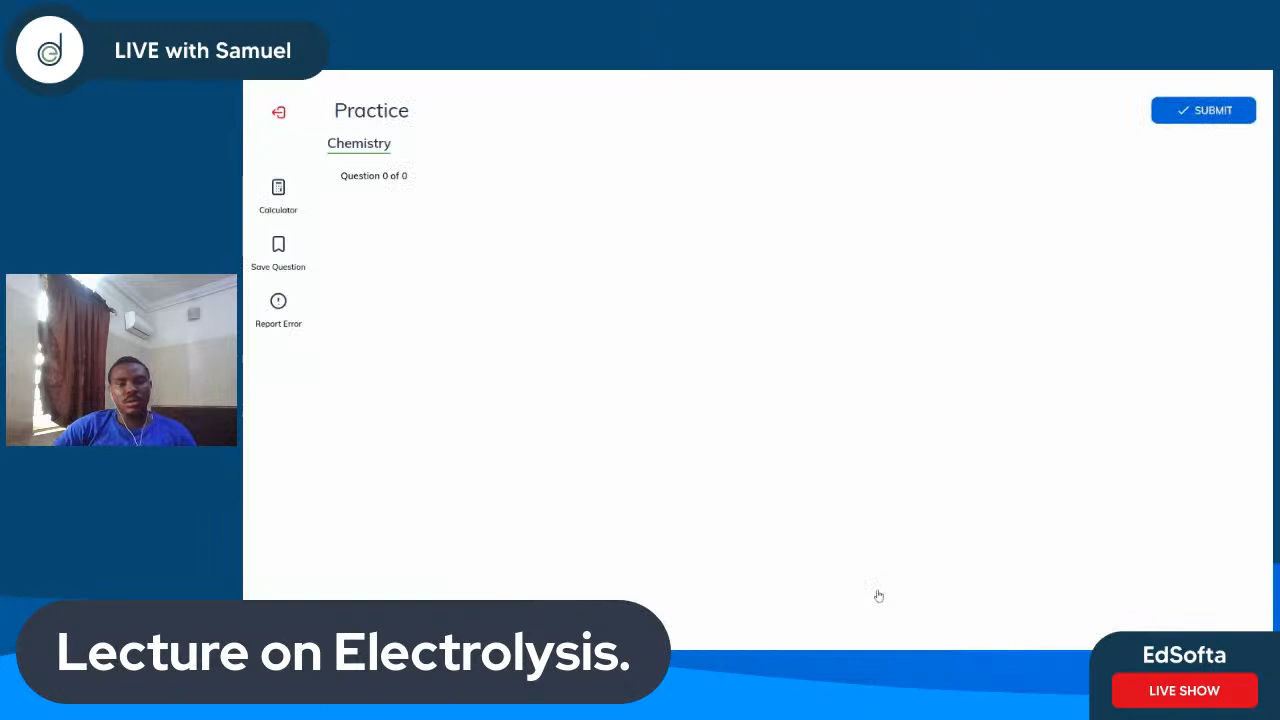 LIVE with Samuel
Practice
SUBMIT
Chemistry
Question 0 of 0
Calculator
Save Question
Report Error
Lecture on Electrolysis.
EdSofta
LIVE SHOW